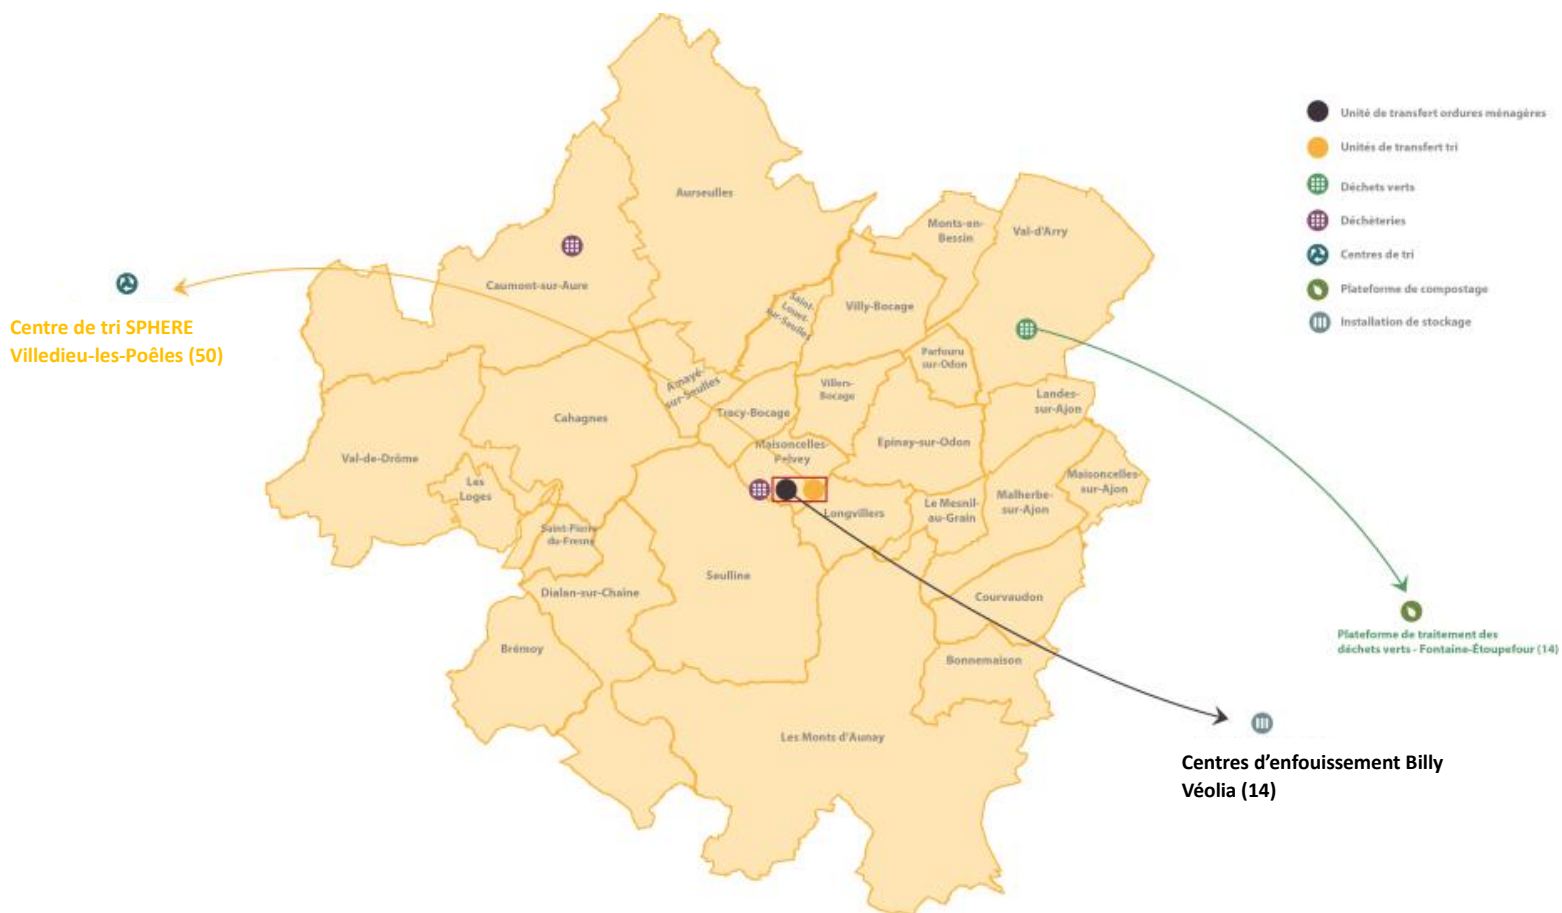 Unité de transfert ordures ménagères
Unités de transfert tri
Déchets verts
Déchèteries
Centres de tri
Plateforme de compostage
Installation de stockage
Aurseulles
Monts-en-
Bessin
Val-d'Arry
Caumont-sur-Aure
Saint-
Louet-
sur-Seulles
Villy-Bocage
Centre de tri SPHERE
Villedieu-les-Poêles (50)
Parfouru
sur-Odon
Amayé-
sur-Seulles
Villers-
Bocage
Landes-
sur-Ajon
Tracy-Bocage
Cahagnes
Epinay-sur-Odon
Maisoncelles-
Pelvey
Val-de-Drôme
Maisoncelles-
sur-Ajon
Les
Loges
Malherbe-
sur-Ajon
Le Mesnil-
au-Grain
Longvillers
Saint-Pierre-
du-Fresne
Seulline
Dialan-sur-Chaine
Courvaudon
Plateforme de traitement des
déchets verts - Fontaine-Étoupefour (14)
Brémoy
Bonnemaison
Les Monts d'Aunay
Centres d'enfouissement Billy
Véolia (14)